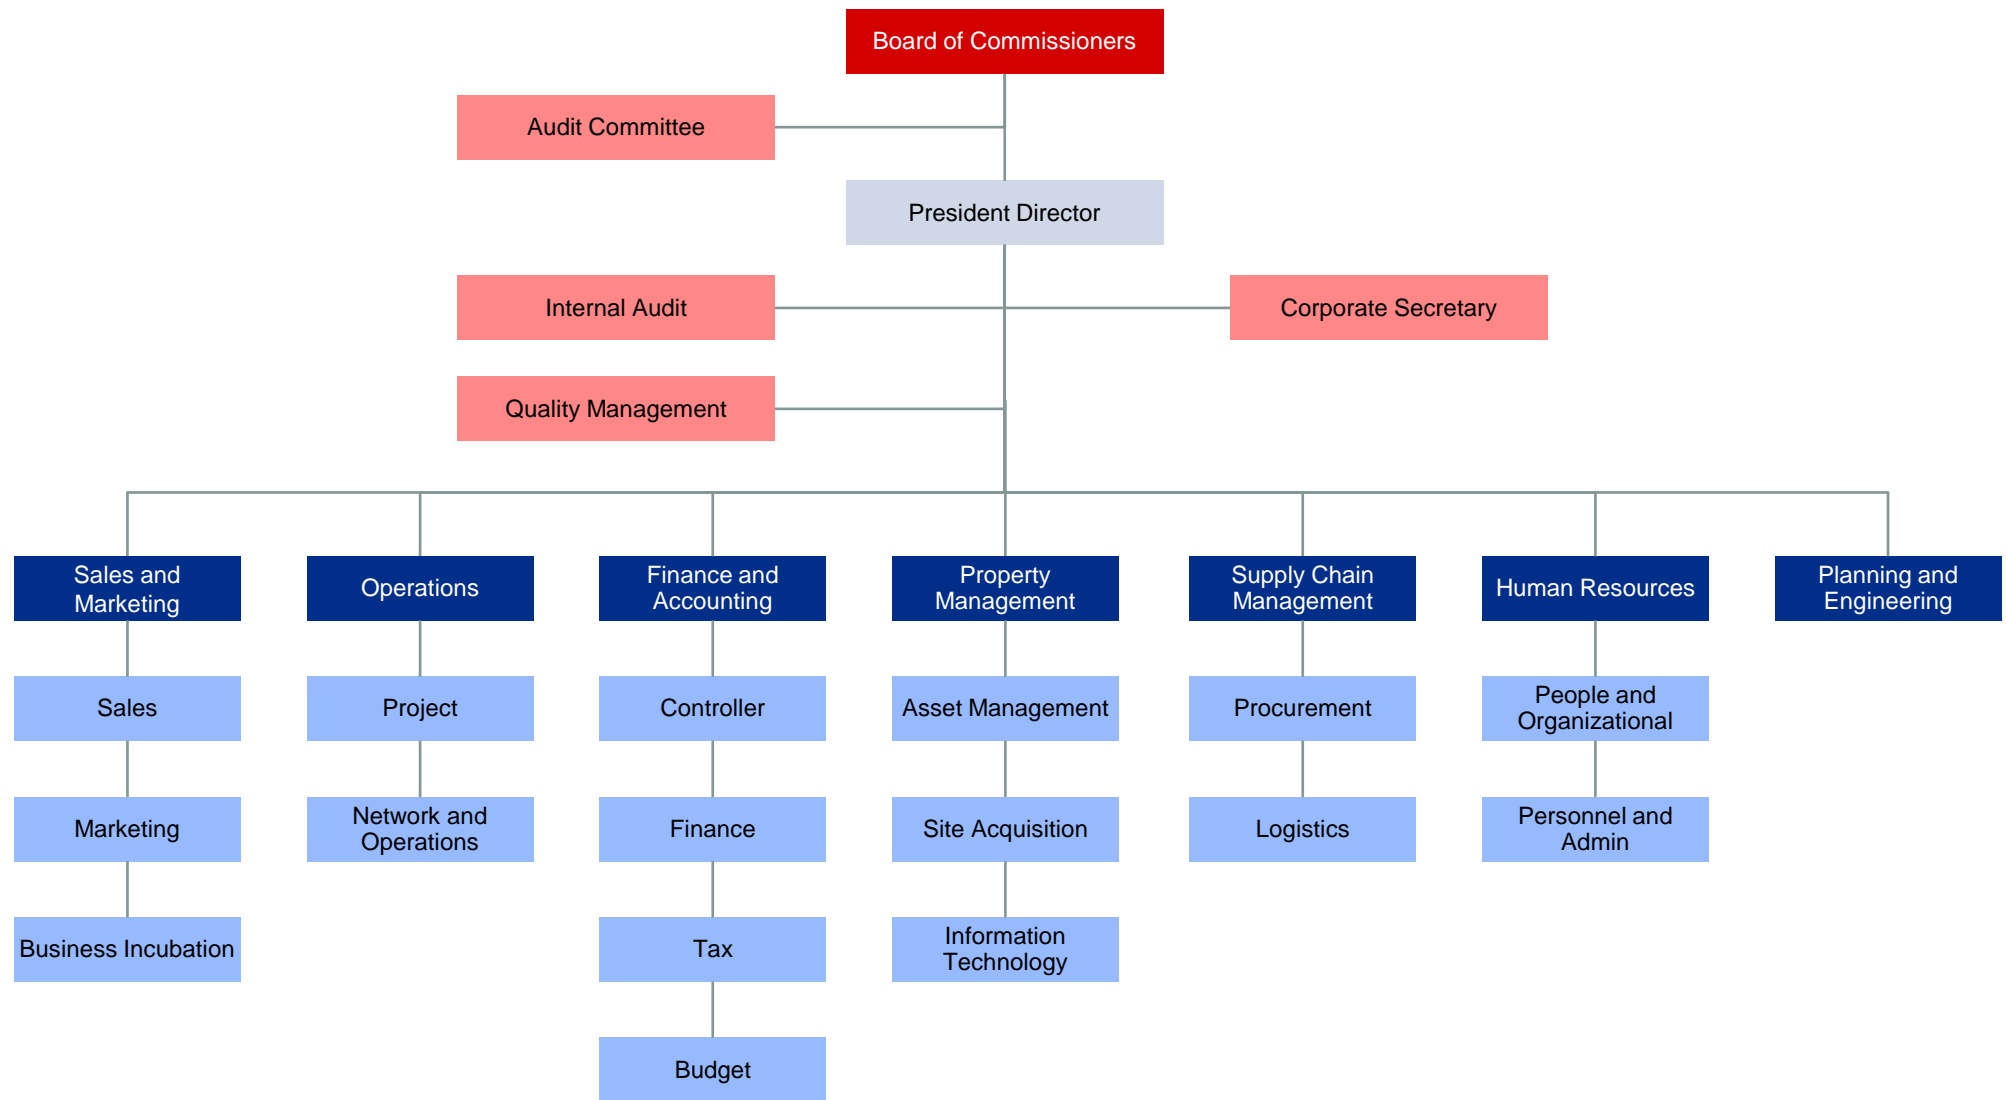 Board of Commissioners
Audit Committee
President Director
Internal Audit
Corporate Secretary
Quality Management
Sales and
Marketing
Operations
Finance and
Accounting
Property
Management
Supply Chain
Management
Human Resources
Planning and
Engineering
Sales
Project
Controller
Asset Management
Procurement
People and
Organizational
Marketing
Network and
Operations
Finance
Site Acquisition
Logistics
Personnel and
Admin
Business Incubation
Tax
Information
Technology
Budget